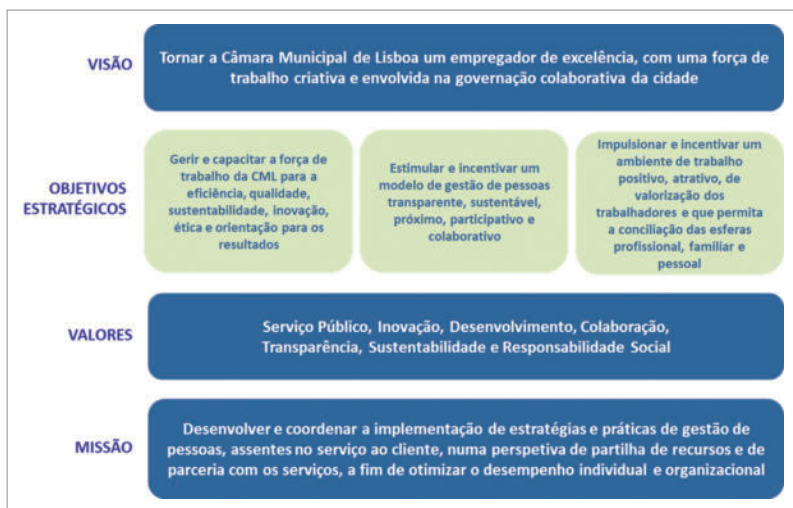 VISÃO
Tornar a Câmara Municipal de Lisboa um empregador de excelência, com uma força de
trabalho criativa e envolvida na governação colaborativa da cidade
OBJETIVOS
ESTRATÉGICOS
Gerir e capacitar a força de
trabalho da CML para a
eficiência, qualidade,
sustentabilidade, inovação,
ética e orientação para os
resultados
Estimular e incentivar um
modelo de gestão de pessoas
transparente, sustentável,
próximo, participativo e
colaborativo
Impulsionar e incentivar um
ambiente de trabalho
positivo, atrativo, de
valorização dos
trabalhadores e que permita
a conciliação das esferas
profissional, familiar e
pessoal
VALORES
Serviço Público, Inovação, Desenvolvimento, Colaboração,
Transparência, Sustentabilidade e Responsabilidade Social
MISSÃO
Desenvolver e coordenar a implementação de estratégias e práticas de gestão de
pessoas, assentes no serviço ao cliente, numa perspetiva de partilha de recursos e de
parceria com os serviços, a fim de otimizar o desempenho individual e organizacional